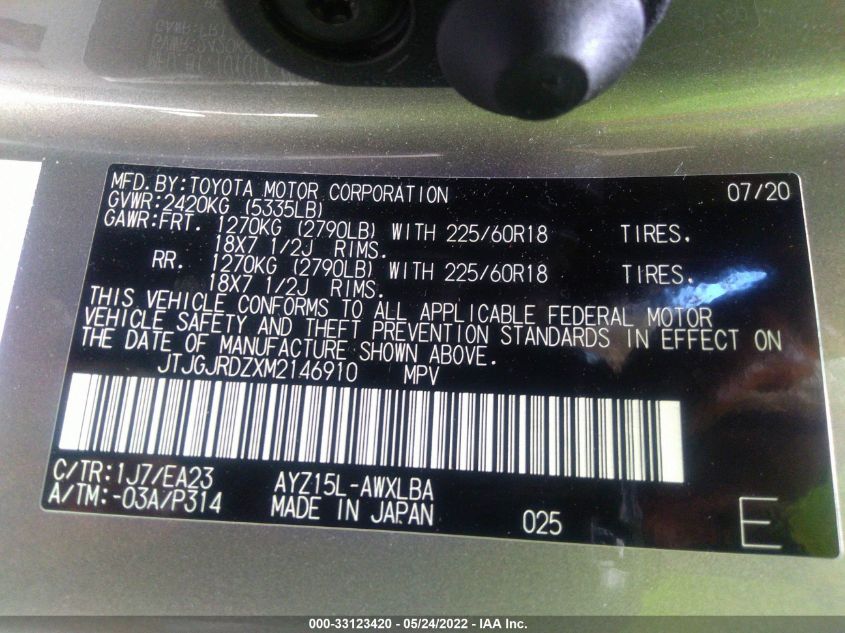 MFD.BY:TOYOTA MOTOR CORPORATION 07/20
GVWR:2420KG (5335LB)
GAWR:FRT. 1270KG (2790LB) WITH 225/60R18 TIRES.
18X7 1/2J RIMS.
RR. 1270KG (2790LB) WITH 225/60R18 TIRES.
18X7 1/2J RIMS.
THIS VEHICLE CONFORMS TO ALL APPLICABLE FEDERAL MOTOR
VEHICLE SAFETY AND THEFT PREVENTION STANDARDS IN EFFECT ON
THE DATE OF MANUFACTURE SHOWN ABOVE.
JTJGJRDZXM2146910 MPV
C/TR:1J7/EA23 AYZ15L-AWXLBA
A/TM:-03A/P314 MADE IN JAPAN 025 E
000-33123420 - 05/24/2022 - IAA Inc.